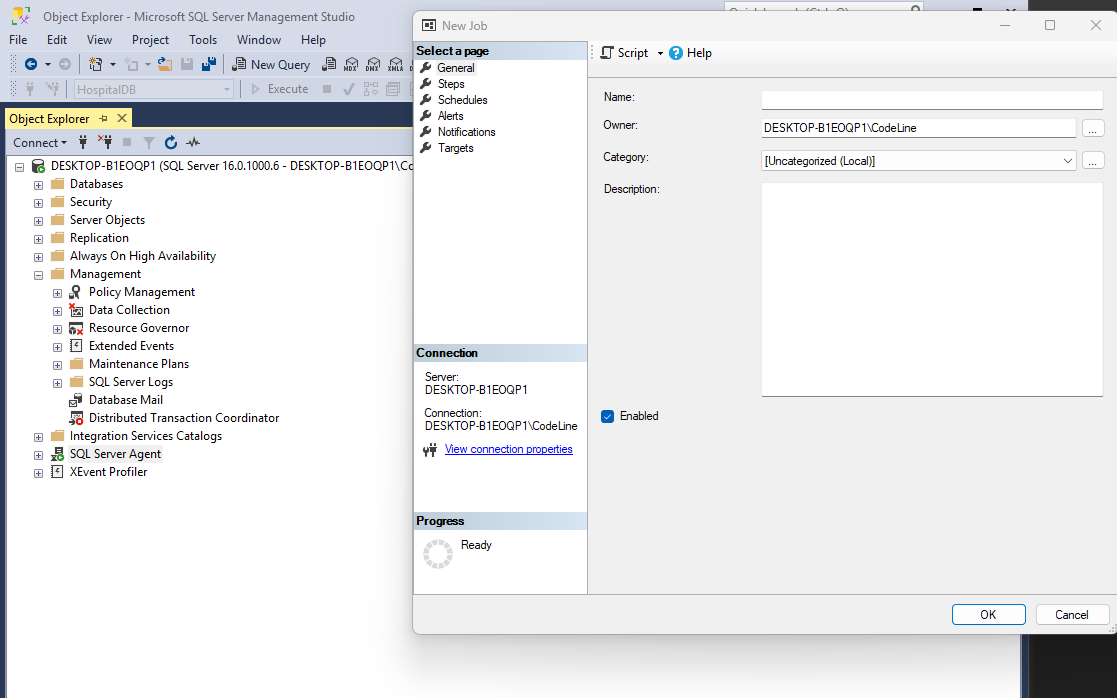 Object Explorer - Microsoft SQL Server Management Studio
File Edit View Project Tools Window Help
New Query MDX DMX XMLA
HospitalDB Execute
Object Explorer
Connect
DESKTOP-B1EOQP1 (SQL Server 16.0.1000.6 - DESKTOP-B1EOQP1\Co
Databases
Security
Server Objects
Replication
Always On High Availability
Management
Policy Management
Data Collection
Resource Governor
Extended Events
Maintenance Plans
SQL Server Logs
Database Mail
Distributed Transaction Coordinator
Integration Services Catalogs
SQL Server Agent
XEvent Profiler
New Job
Select a page
General
Steps
Schedules
Alerts
Notifications
Targets
Connection
Server:
DESKTOP-B1EOQP1
Connection:
DESKTOP-B1EOQP1\CodeLine
View connection properties
Progress
Ready
Script Help
Name:
Owner: DESKTOP-B1EOQP1\CodeLine ...
Category: [Uncategorized (Local)] ...
Description:
Enabled
OK Cancel